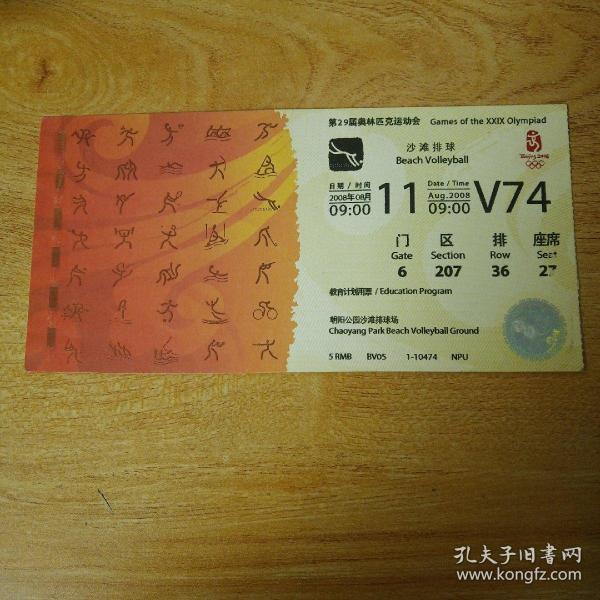 第29届奥林匹克运动会 Games of the XXIX Olympiad
沙滩排球
Beach Volleyball
Beijing 2008
日期 / 时间 Date / Time
2008年08月 11 Aug.2008 V74
09:00 09:00
门 区 排 座席
Gate Section Row Seat
6 207 36 27
教育计划用票 / Education Program
朝阳公园沙滩排球场
Chaoyang Park Beach Volleyball Ground
5 RMB BV05 1-10474 NPU
孔夫子旧书网
www.kongfz.com